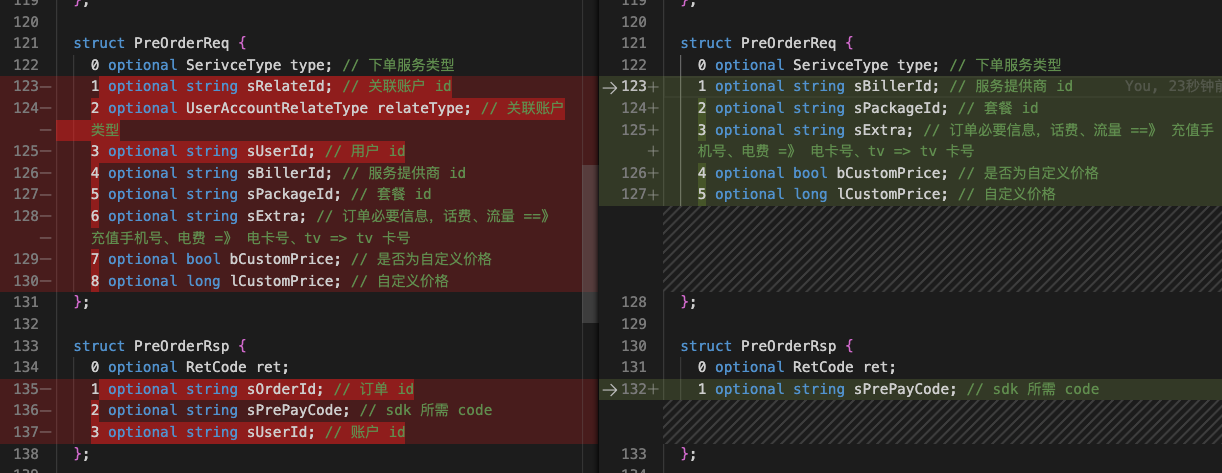 119 };
120
121 struct PreOrderReq {
122 0 optional SerivceType type; // 下单服务类型
123— 1 optional string sRelateId; // 关联账户 id
124— 2 optional UserAccountRelateType relateType; // 关联账户
— 类型
125— 3 optional string sUserId; // 用户 id
126— 4 optional string sBillerId; // 服务提供商 id
127— 5 optional string sPackageId; // 套餐 id
128— 6 optional string sExtra; // 订单必要信息，话费、流量 ==》
— 充值手机号、电费 =》 电卡号、tv => tv 卡号
129— 7 optional bool bCustomPrice; // 是否为自定义价格
130— 8 optional long lCustomPrice; // 自定义价格
131 };
132
133 struct PreOrderRsp {
134 0 optional RetCode ret;
135— 1 optional string sOrderId; // 订单 id
136— 2 optional string sPrePayCode; // sdk 所需 code
137— 3 optional string sUserId; // 账户 id
138 };
119 };
120
121 struct PreOrderReq {
122 0 optional SerivceType type; // 下单服务类型
→123+ 1 optional string sBillerId; // 服务提供商 id You, 23秒钟前
124+ 2 optional string sPackageId; // 套餐 id
125+ 3 optional string sExtra; // 订单必要信息，话费、流量 ==》 充值手
+ 机号、电费 =》 电卡号、tv => tv 卡号
126+ 4 optional bool bCustomPrice; // 是否为自定义价格
127+ 5 optional long lCustomPrice; // 自定义价格
128 };
129
130 struct PreOrderRsp {
131 0 optional RetCode ret;
→132+ 1 optional string sPrePayCode; // sdk 所需 code
133 };